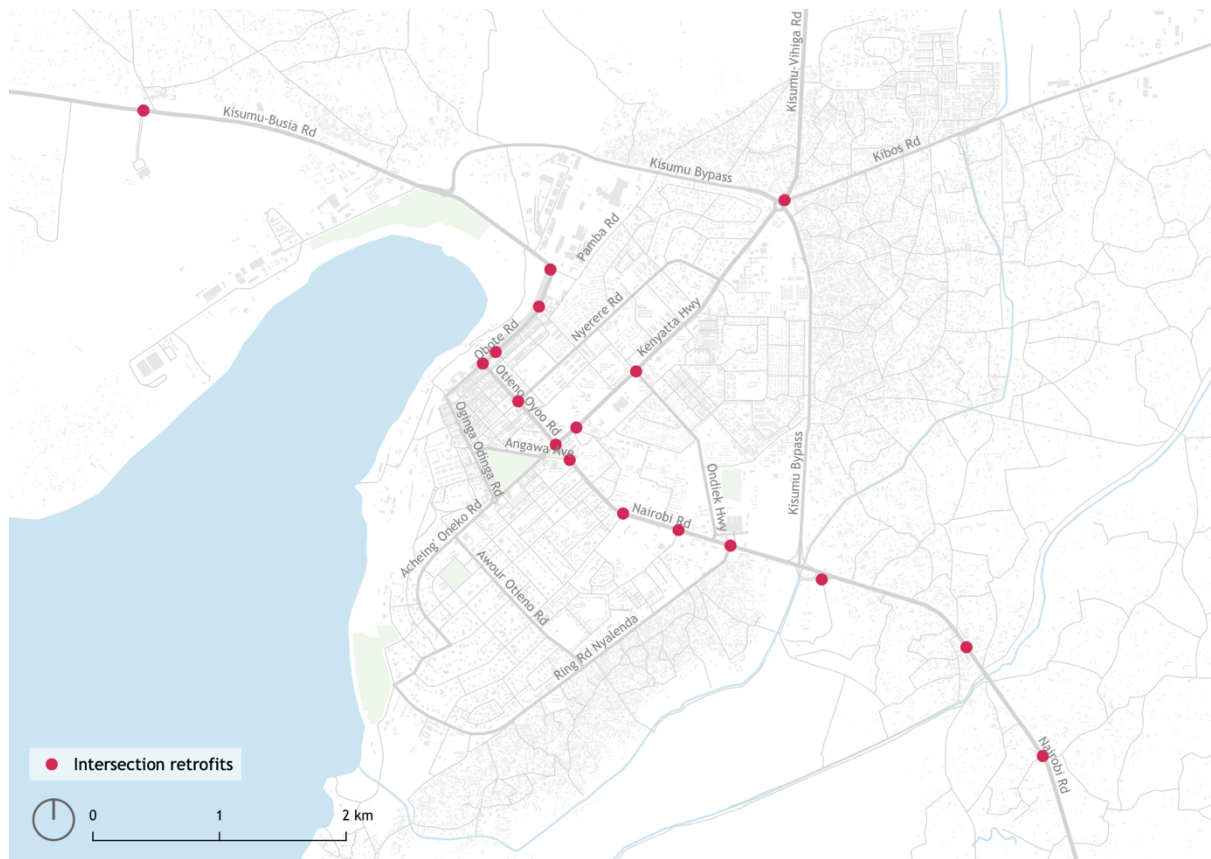 Kisumu-Vihiga Rd
Kisumu-Busia Rd
Kibos Rd
Kisumu Bypass
Pamba Rd
Nyerere Rd
Kenyatta Hwy
Obote Rd
Otieno Oyoo Rd
Oginga Odinga Rd
Angawa Ave
Kisumu Bypass
Ondiek Hwy
Nairobi Rd
Acheing' Oneko Rd
Awour Otieno Rd
Ring Rd Nyalenda
Nairobi Rd
Intersection retrofits
0 1 2 km